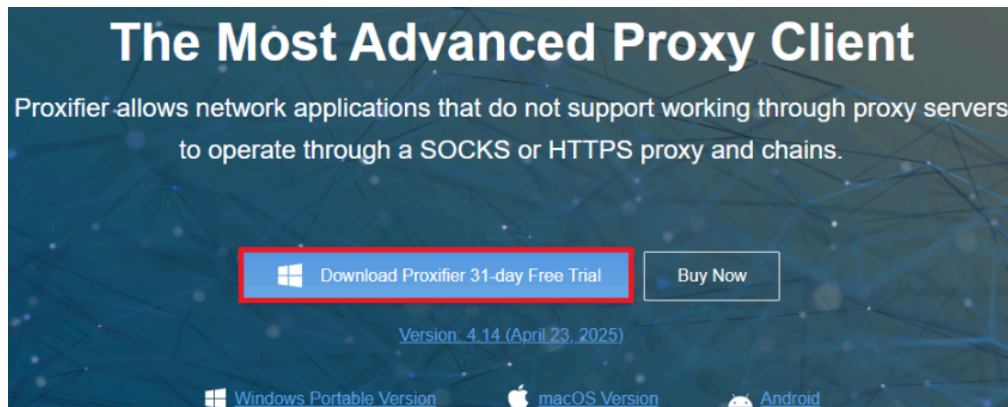 The Most Advanced Proxy Client
Proxifier allows network applications that do not support working through proxy servers
to operate through a SOCKS or HTTPS proxy and chains.
Download Proxifier 31-day Free Trial
Buy Now
Version: 4.14 (April 23, 2025)
Windows Portable Version
macOS Version
Android